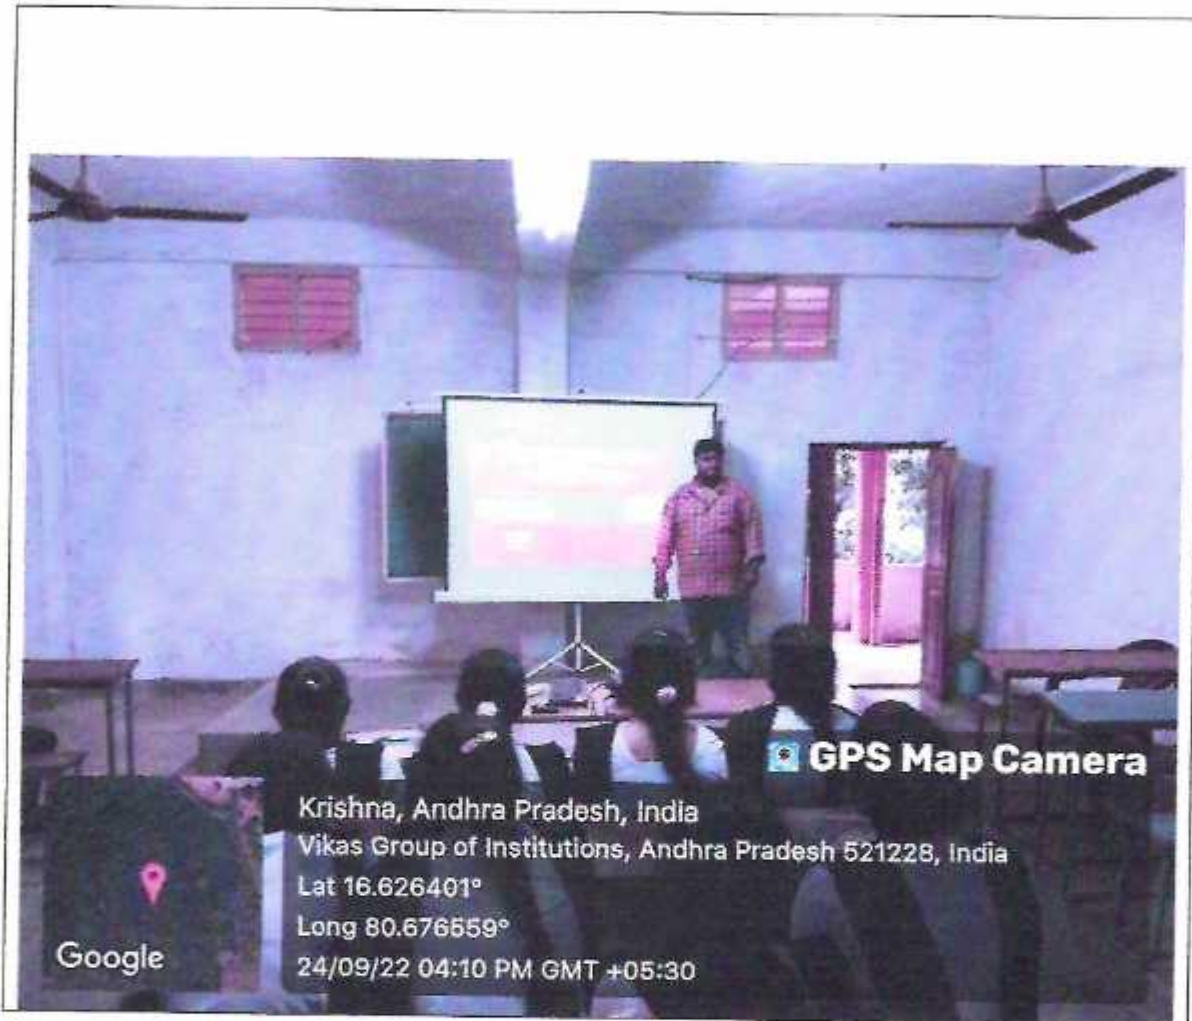 GPS Map Camera
Krishna, Andhra Pradesh, India
Vikas Group of Institutions, Andhra Pradesh 521228, India
Lat 16.626401°
Long 80.676559°
24/09/22 04:10 PM GMT +05:30
Google